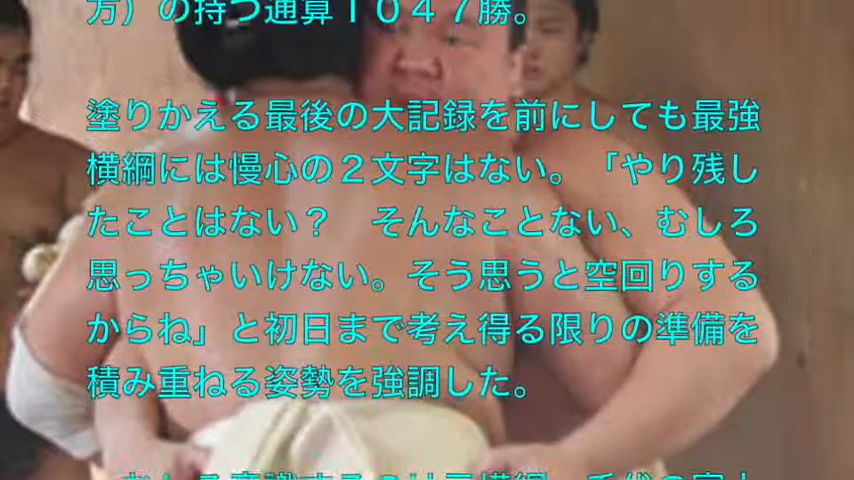 方）の持つ通算１０４７勝。
塗りかえる最後の大記録を前にしても最強
横綱には慢心の２文字はない。「やり残し
たことはない？　そんなことない、むしろ
思っちゃいけない。そう思うと空回りする
からね」と初日まで考え得る限りの準備を
積み重ねる姿勢を強調した。